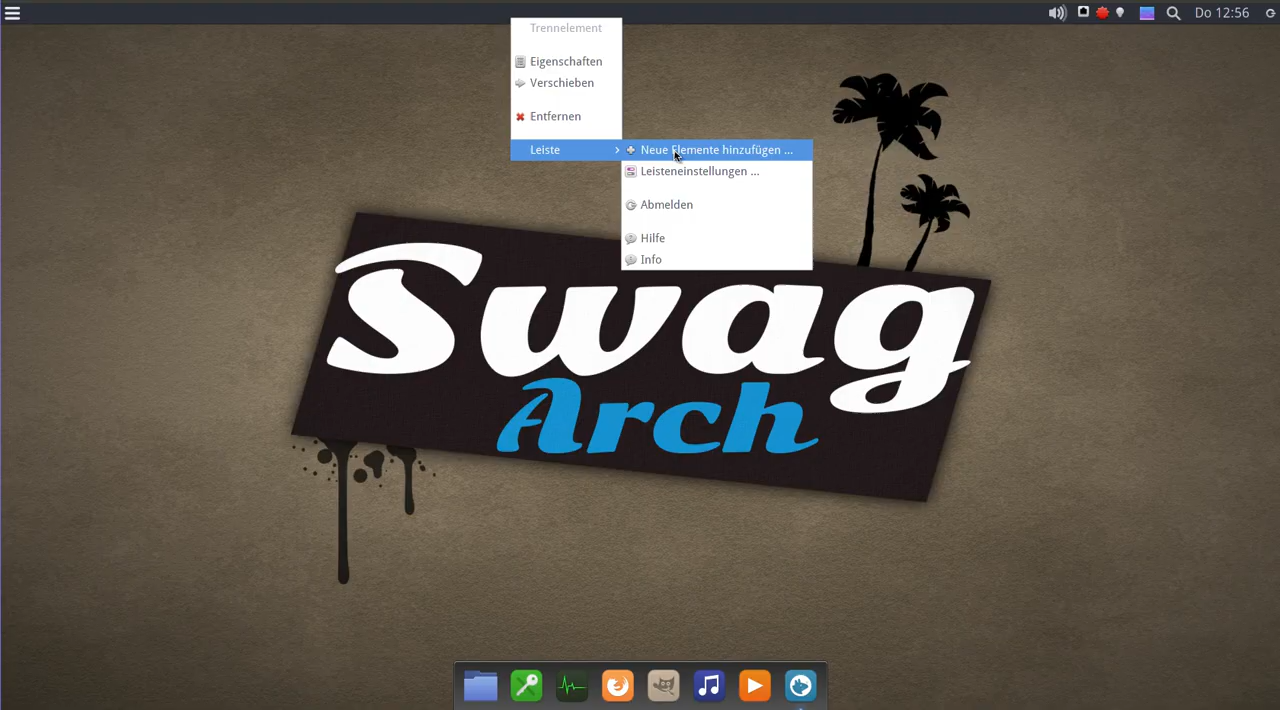 Do 12:56
Trennelement
Eigenschaften
Verschieben
Entfernen
Leiste
Neue Elemente hinzufügen ...
Leisteneinstellungen ...
Abmelden
Hilfe
Info
Swag
Arch